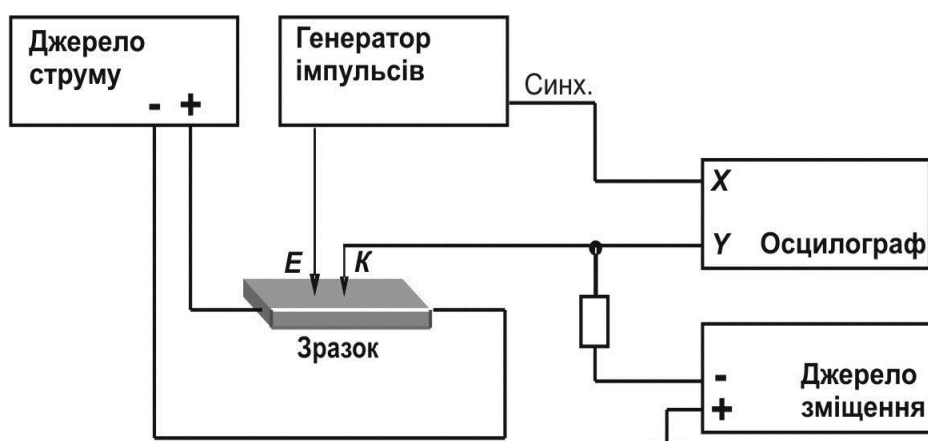 Джерело
струму
- +
Генератор
імпульсів
Синх.
X
Y Осцилограф
E K
Зразок
- Джерело
+ зміщення